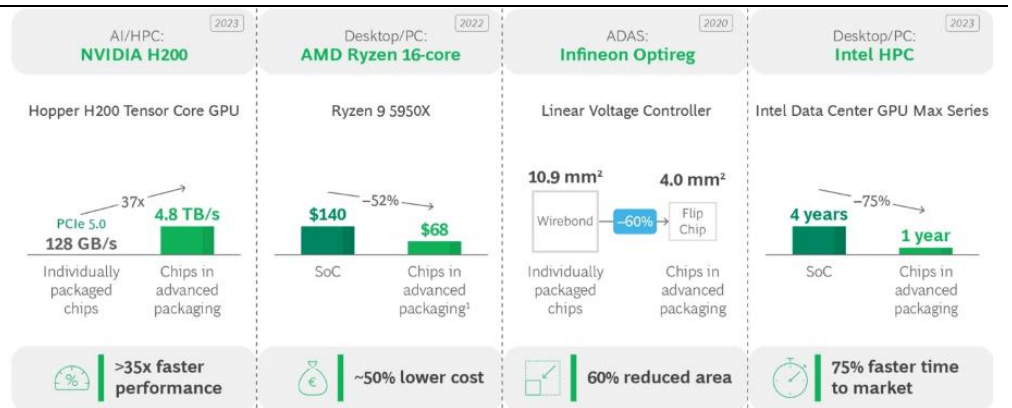 2023
AI/HPC:
NVIDIA H200
Hopper H200 Tensor Core GPU
37x
PCIe 5.0
128 GB/s
4.8 TB/s
Individually
packaged
chips
Chips in
advanced
packaging
%
>35x faster
performance
2022
Desktop/PC:
AMD Ryzen 16-core
Ryzen 9 5950X
–52%
$140
$68
SoC
Chips in
advanced
packaging¹
€
~50% lower cost
2020
ADAS:
Infineon Optireg
Linear Voltage Controller
10.9 mm²
4.0 mm²
Wirebond
–60%
Flip
Chip
Individually
packaged
chips
Chips in
advanced
packaging
60% reduced area
2023
Desktop/PC:
Intel HPC
Intel Data Center GPU Max Series
–75%
4 years
1 year
SoC
Chips in
advanced
packaging
75% faster time
to market